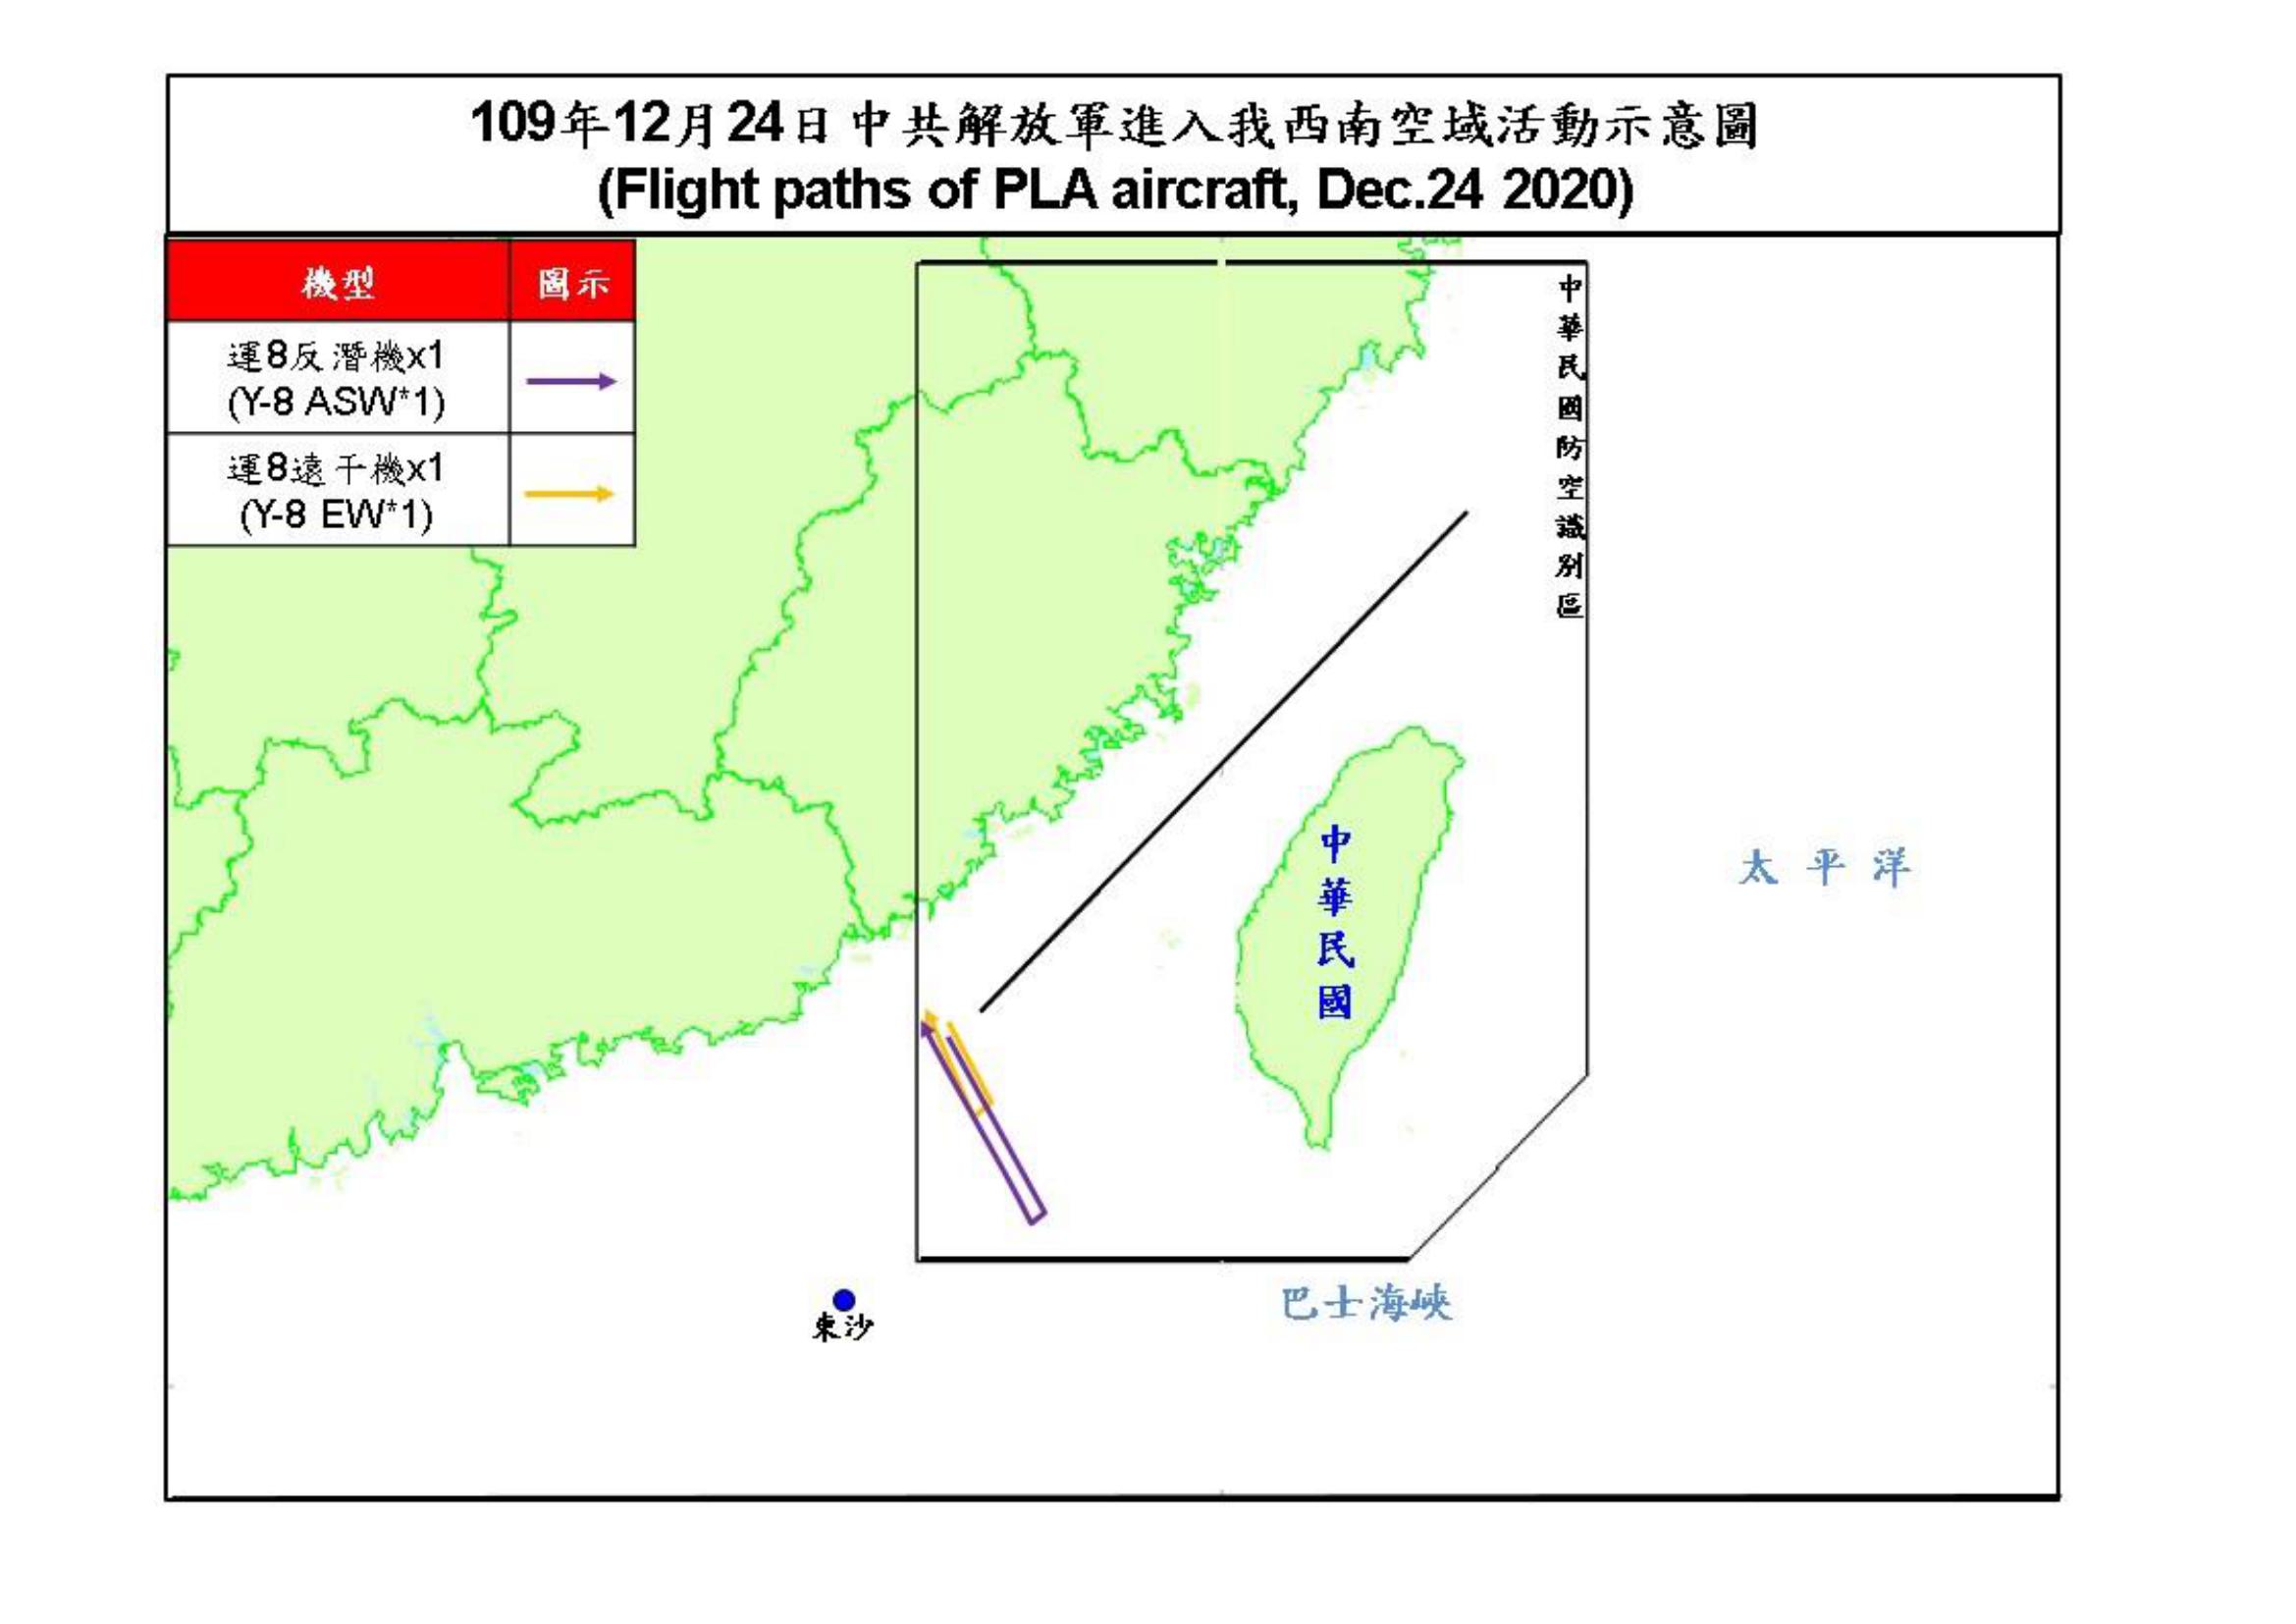 109年12月24日中共解放軍進入我西南空域活動示意圖
(Flight paths of PLA aircraft, Dec.24 2020)
機型 圖示
運8反潛機x1
(Y-8 ASW*1)
運8遠干機x1
(Y-8 EW*1)
中華民國防空識別區
中華民國
太平洋
巴士海峽
東沙